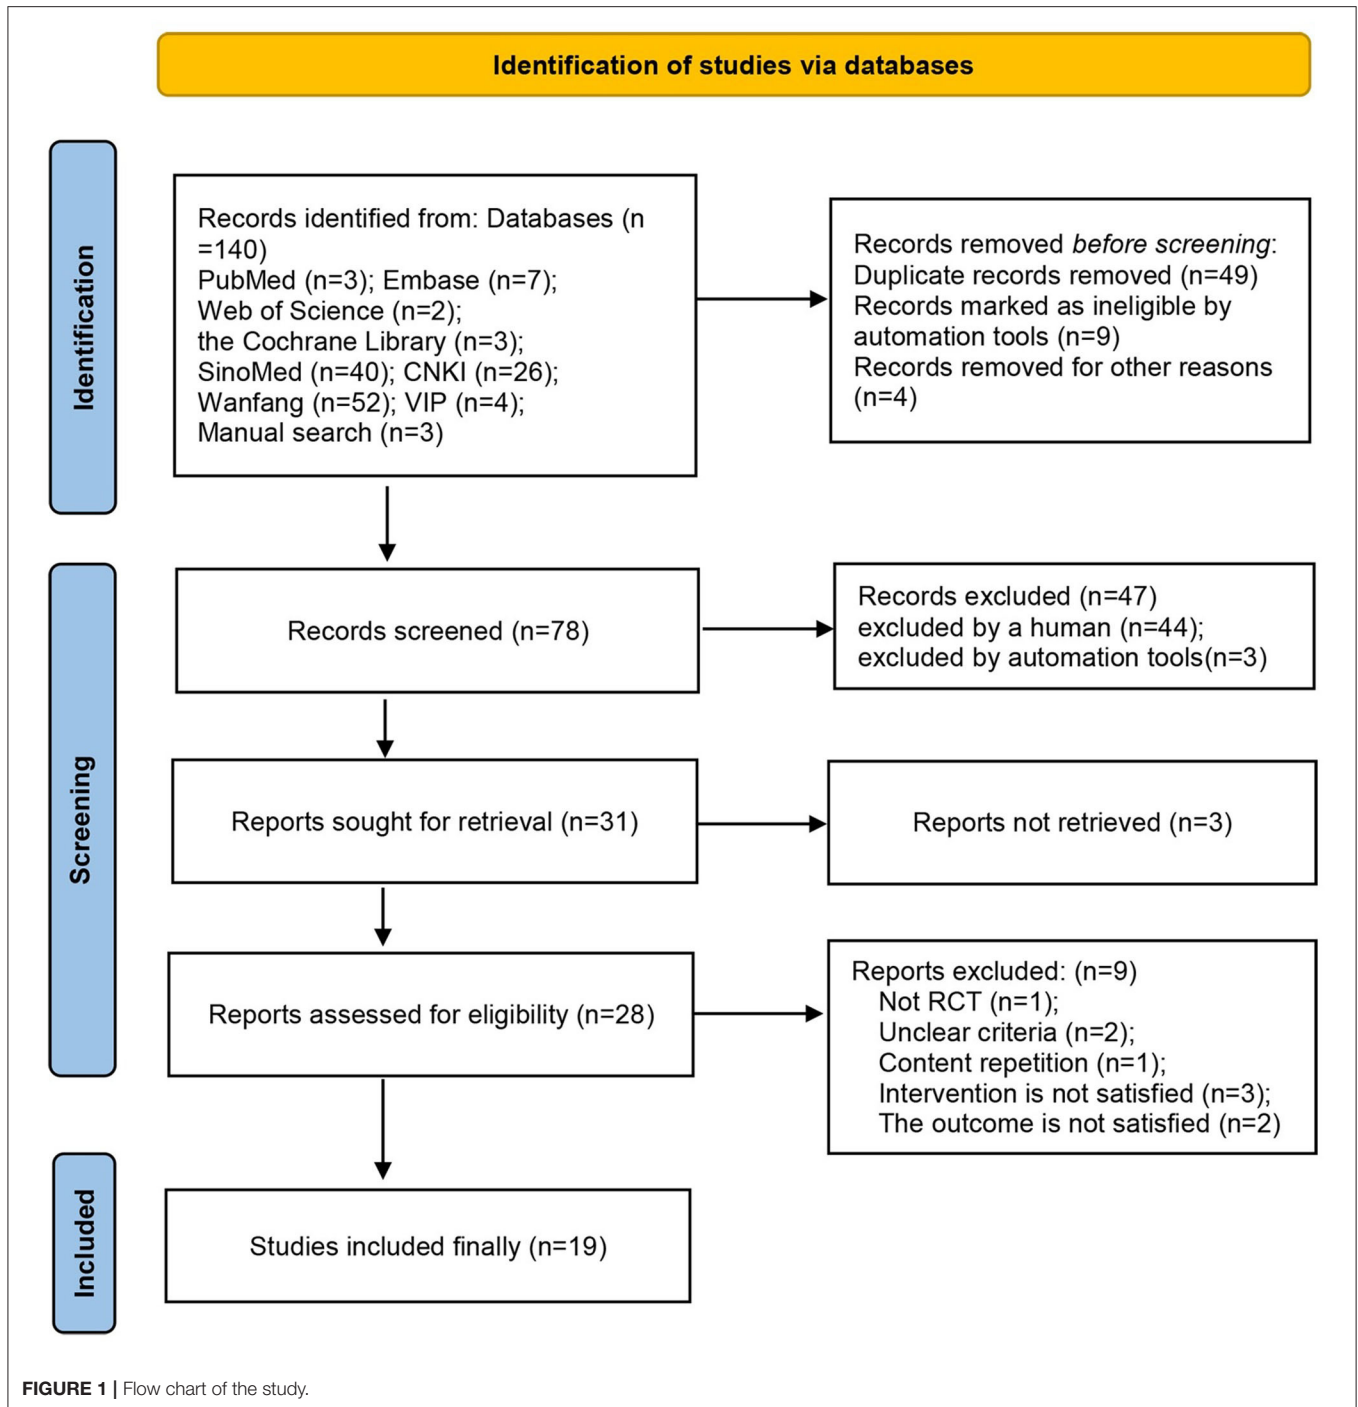 Identification of studies via databases
Identification
Records identified from: Databases (n
=140)
PubMed (n=3); Embase (n=7);
Web of Science (n=2);
the Cochrane Library (n=3);
SinoMed (n=40); CNKI (n=26);
Wanfang (n=52); VIP (n=4);
Manual search (n=3)
Records removed before screening:
Duplicate records removed (n=49)
Records marked as ineligible by
automation tools (n=9)
Records removed for other reasons
(n=4)
Screening
Records screened (n=78)
Records excluded (n=47)
excluded by a human (n=44);
excluded by automation tools(n=3)
Reports sought for retrieval (n=31)
Reports not retrieved (n=3)
Reports assessed for eligibility (n=28)
Reports excluded: (n=9)
Not RCT (n=1);
Unclear criteria (n=2);
Content repetition (n=1);
Intervention is not satisfied (n=3);
The outcome is not satisfied (n=2)
Included
Studies included finally (n=19)
FIGURE 1 | Flow chart of the study.